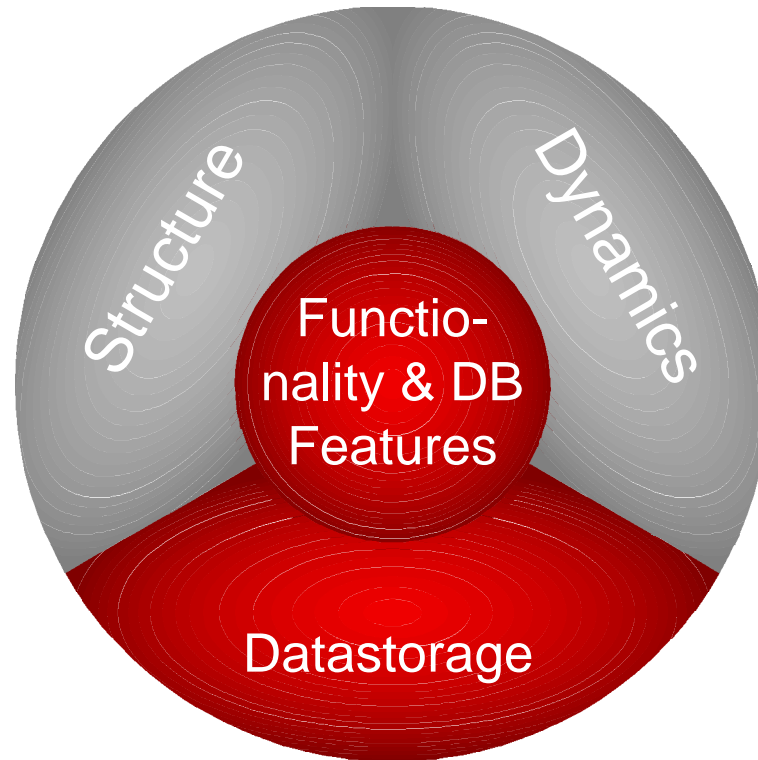 Structure
Dynamics
Functio-
nality & DB
Features
Datastorage